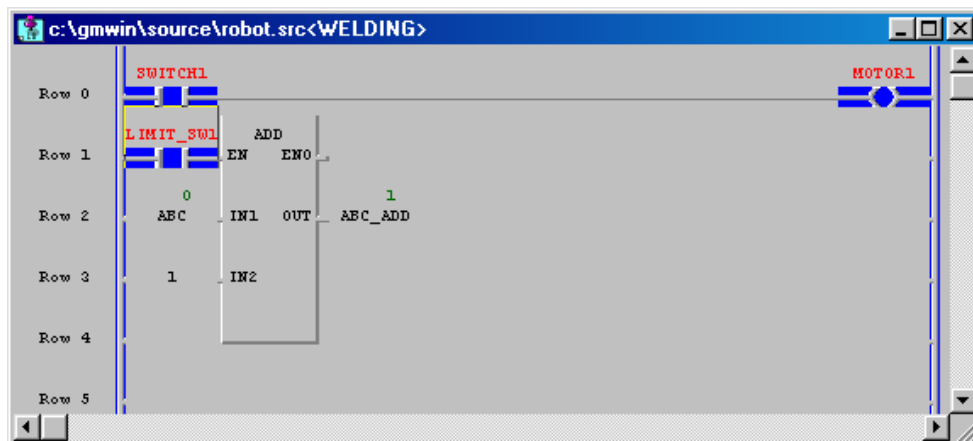 c:\gmwin\source\robot.src<WELDING>
SWITCH1 MOTOR1
Row 0
LIMIT_SW1 ADD
Row 1 EN ENO
0 1
Row 2 ABC IN1 OUT ABC_ADD
Row 3 1 IN2
Row 4
Row 5